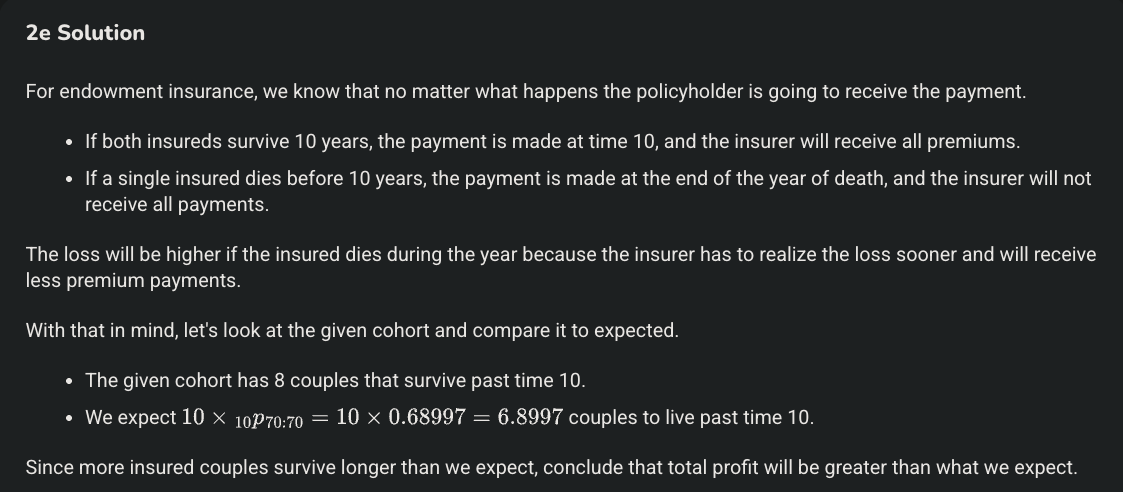 2e Solution
For endowment insurance, we know that no matter what happens the policyholder is going to receive the payment.
• If both insureds survive 10 years, the payment is made at time 10, and the insurer will receive all premiums.
• If a single insured dies before 10 years, the payment is made at the end of the year of death, and the insurer will not
receive all payments.
The loss will be higher if the insured dies during the year because the insurer has to realize the loss sooner and will receive
less premium payments.
With that in mind, let's look at the given cohort and compare it to expected.
• The given cohort has 8 couples that survive past time 10.
• We expect 10 × ₁₀p₇₀:₇₀ = 10 × 0.68997 = 6.8997 couples to live past time 10.
Since more insured couples survive longer than we expect, conclude that total profit will be greater than what we expect.